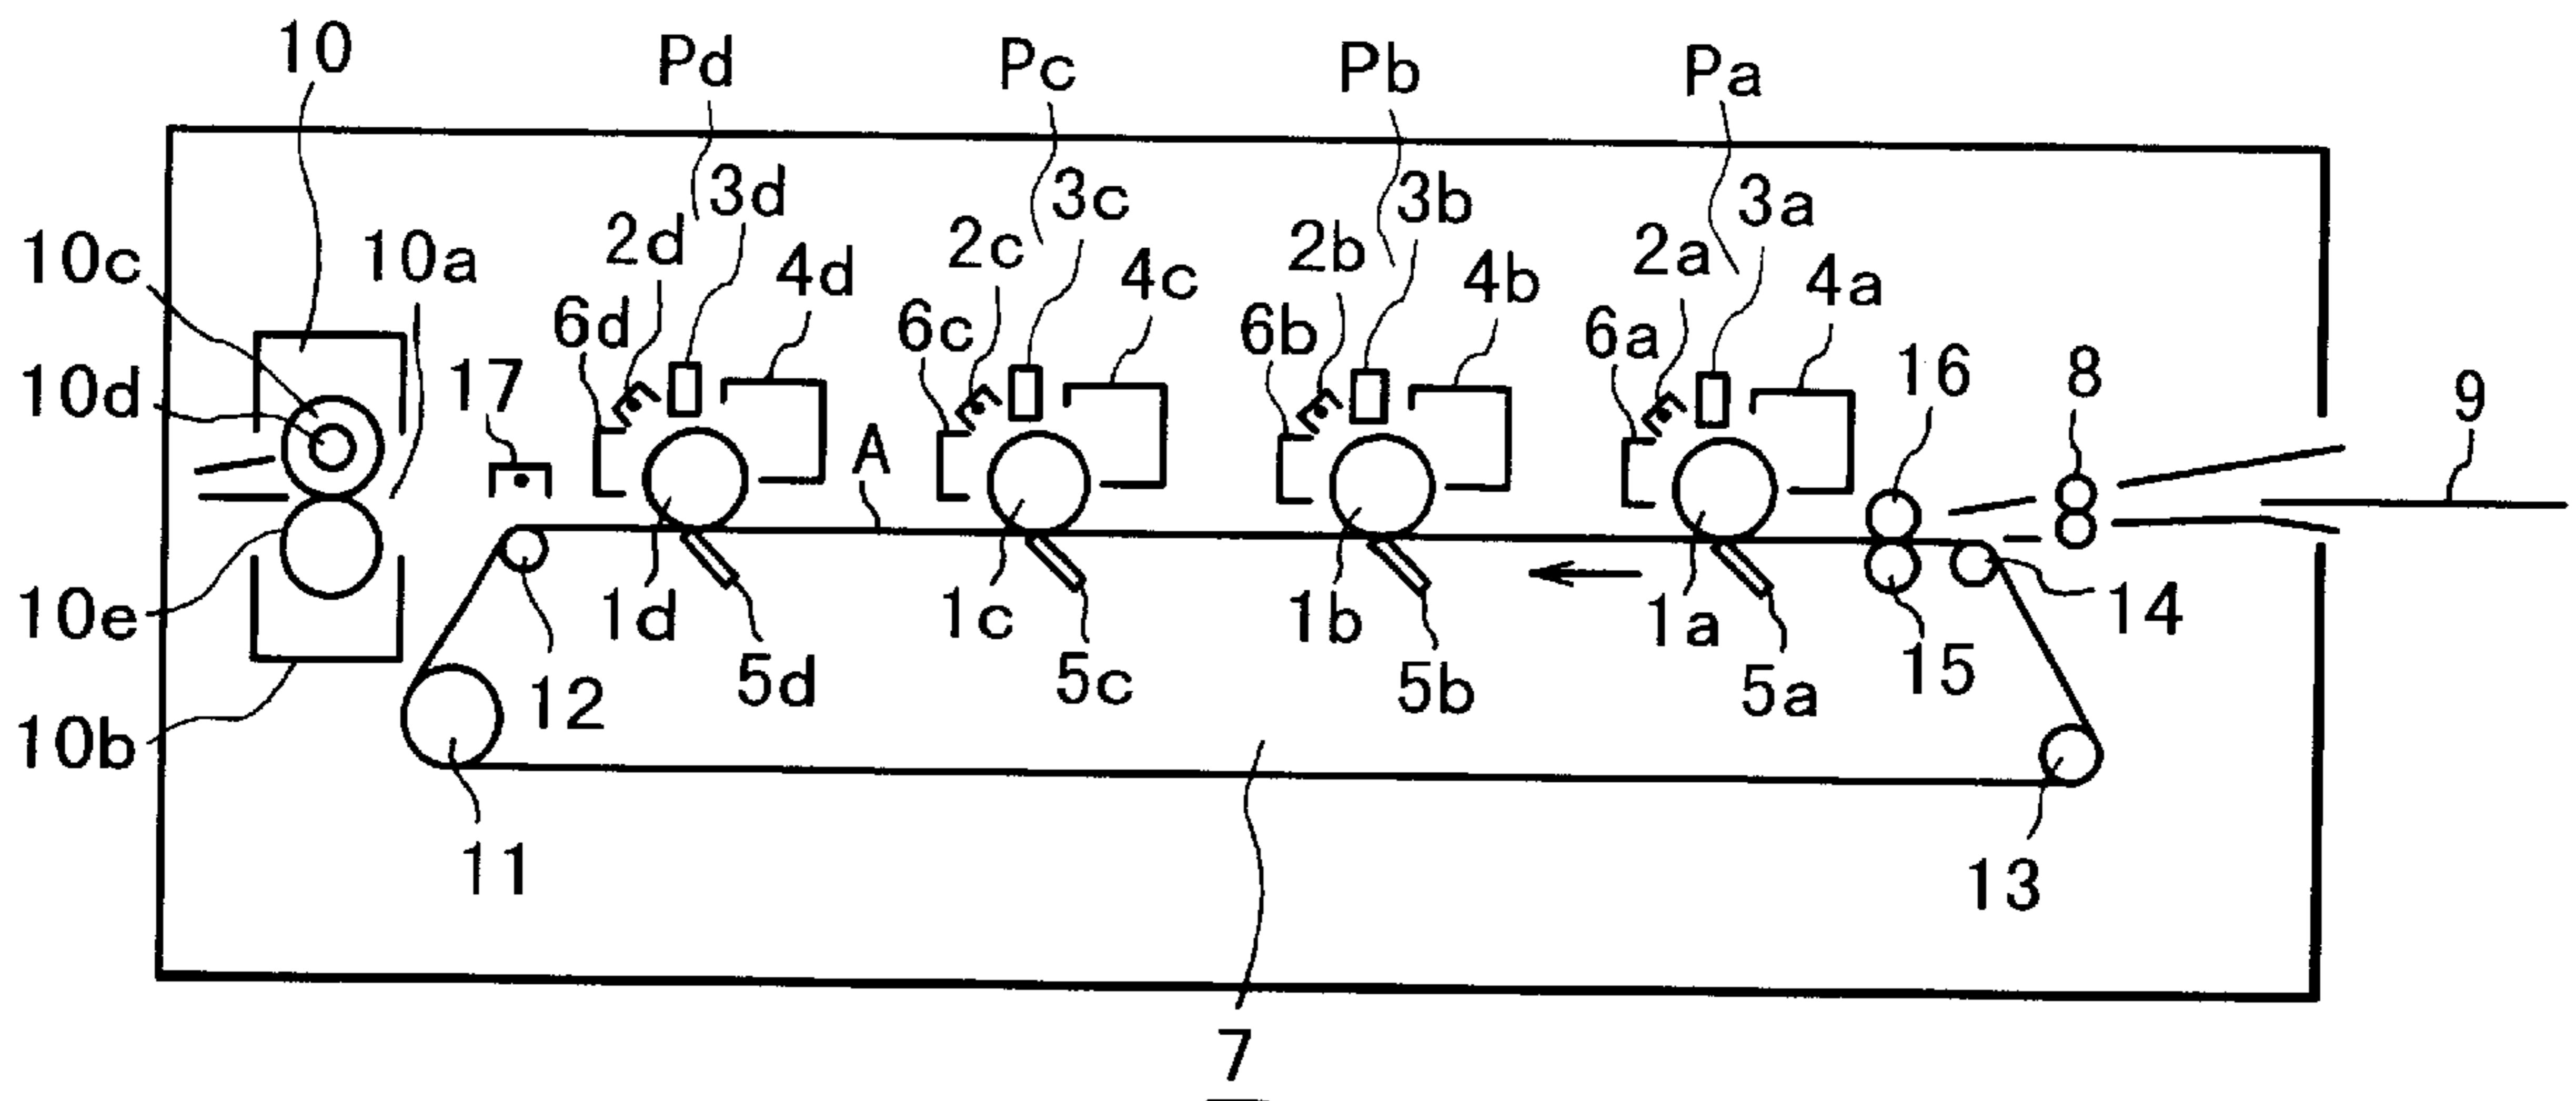 10 Pd Pc Pb Pa
3d 3c 3b 3a
2d 2c 2b 2a
10c 10a 4d 4c 4b 4a
6d 6c 6b 6a
10d 17 16 8 9
A
10e 1d 1c 1b 1a 14
12 5d 5c 5b 5a 15
10b
11 13
7